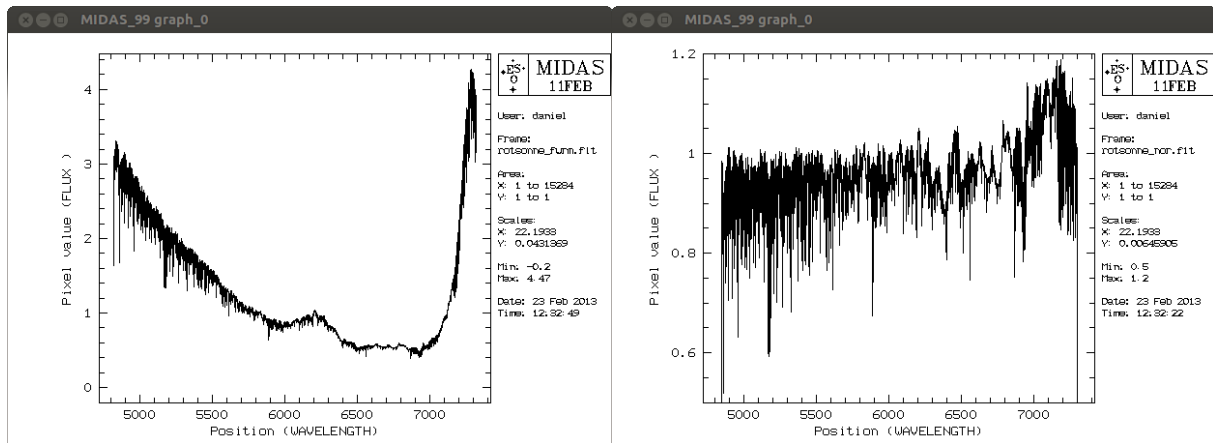 MIDAS_99 graph_0
4
3
2
1
0
Pixel value (FLUX )
5000 5500 6000 6500 7000
Position (WAVELENGTH)
ES
O
MIDAS
11FEB
User: daniel
Frame:
rotsonne_funn.fit
Area:
X: 1 to 15284
Y: 1 to 1
Scales:
X: 22.1933
Y: 0.0431369
Min: -0.2
Max: 4.47
Date: 23 Feb 2013
Time: 12:32:49
MIDAS_99 graph_0
1.2
1
0.8
0.6
Pixel value (FLUX )
5000 5500 6000 6500 7000
Position (WAVELENGTH)
ES
O
MIDAS
11FEB
User: daniel
Frame:
rotsonne_nor.fit
Area:
X: 1 to 15284
Y: 1 to 1
Scales:
X: 22.1933
Y: 0.00645905
Min: 0.5
Max: 1.2
Date: 23 Feb 2013
Time: 12:32:22